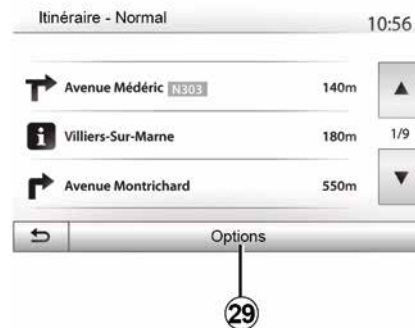 Itinéraire - Normal 10:56
Avenue Médéric N303 140m
i Villiers-Sur-Marne 180m 1/9
Avenue Montrichard 550m
Options
29